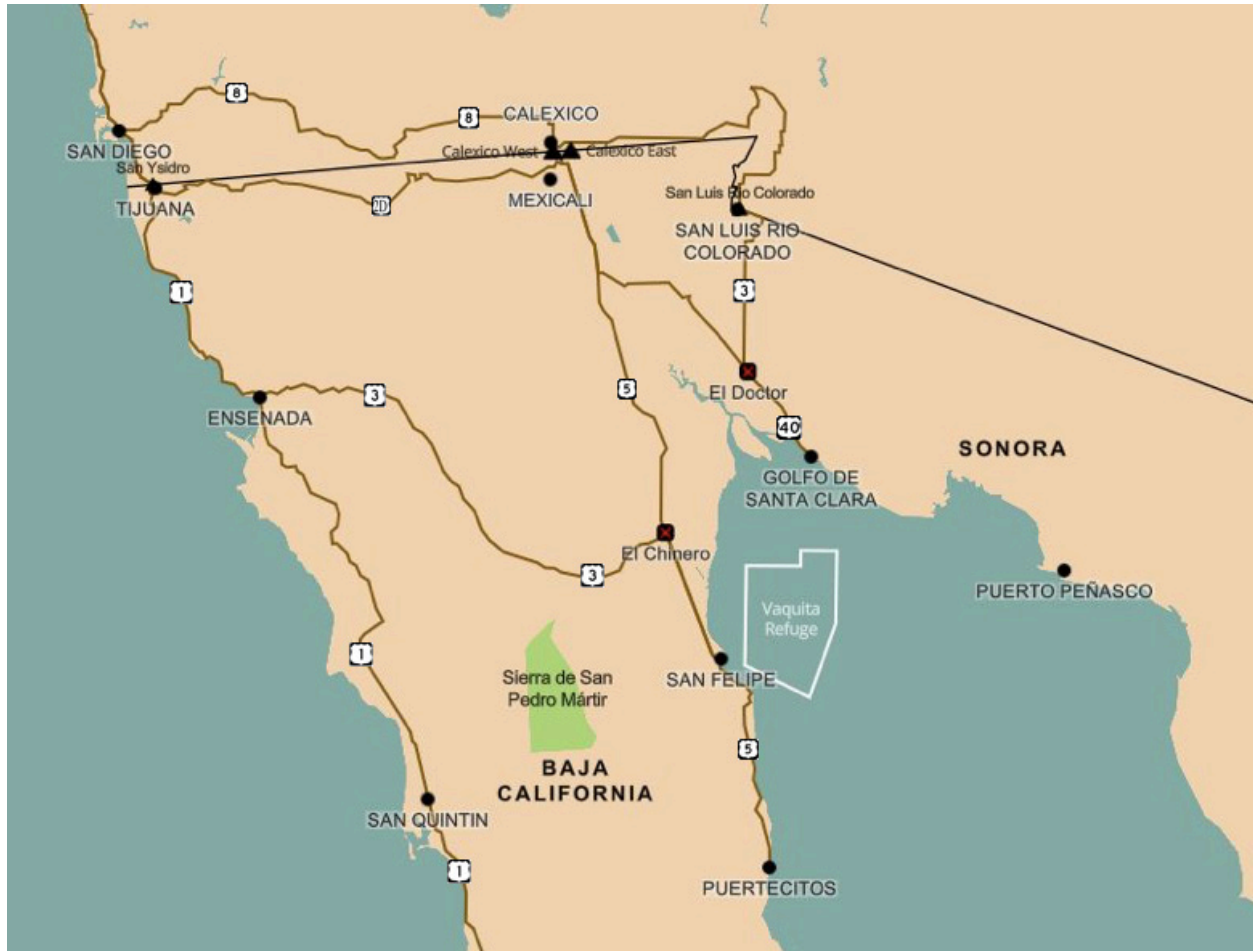 8
8
CALEXICO
SAN DIEGO
Calexico West
Calexico East
San Ysidro
TIJUANA
2D
MEXICALI
San Luis Rio Colorado
SAN LUIS RIO
COLORADO
1
3
El Doctor
3
5
ENSENADA
40
SONORA
GOLFO DE
SANTA CLARA
El Chinero
3
PUERTO PEÑASCO
Vaquita
Refuge
1
SAN FELIPE
Sierra de San
Pedro Mártir
5
BAJA
CALIFORNIA
SAN QUINTIN
1
PUERTECITOS